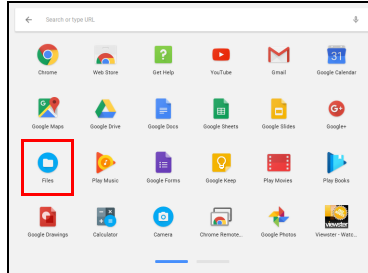 Search or type URL
Chrome Web Store Get Help YouTube Gmail Google Calendar
31
Google Maps Google Drive Google Docs Google Sheets Google Slides Google+
G+
Files Play Music Google Forms Google Keep Play Movies Play Books
Google Drawings Calculator Camera Chrome Remote... Google Photos Viewster - Watc...
viewster